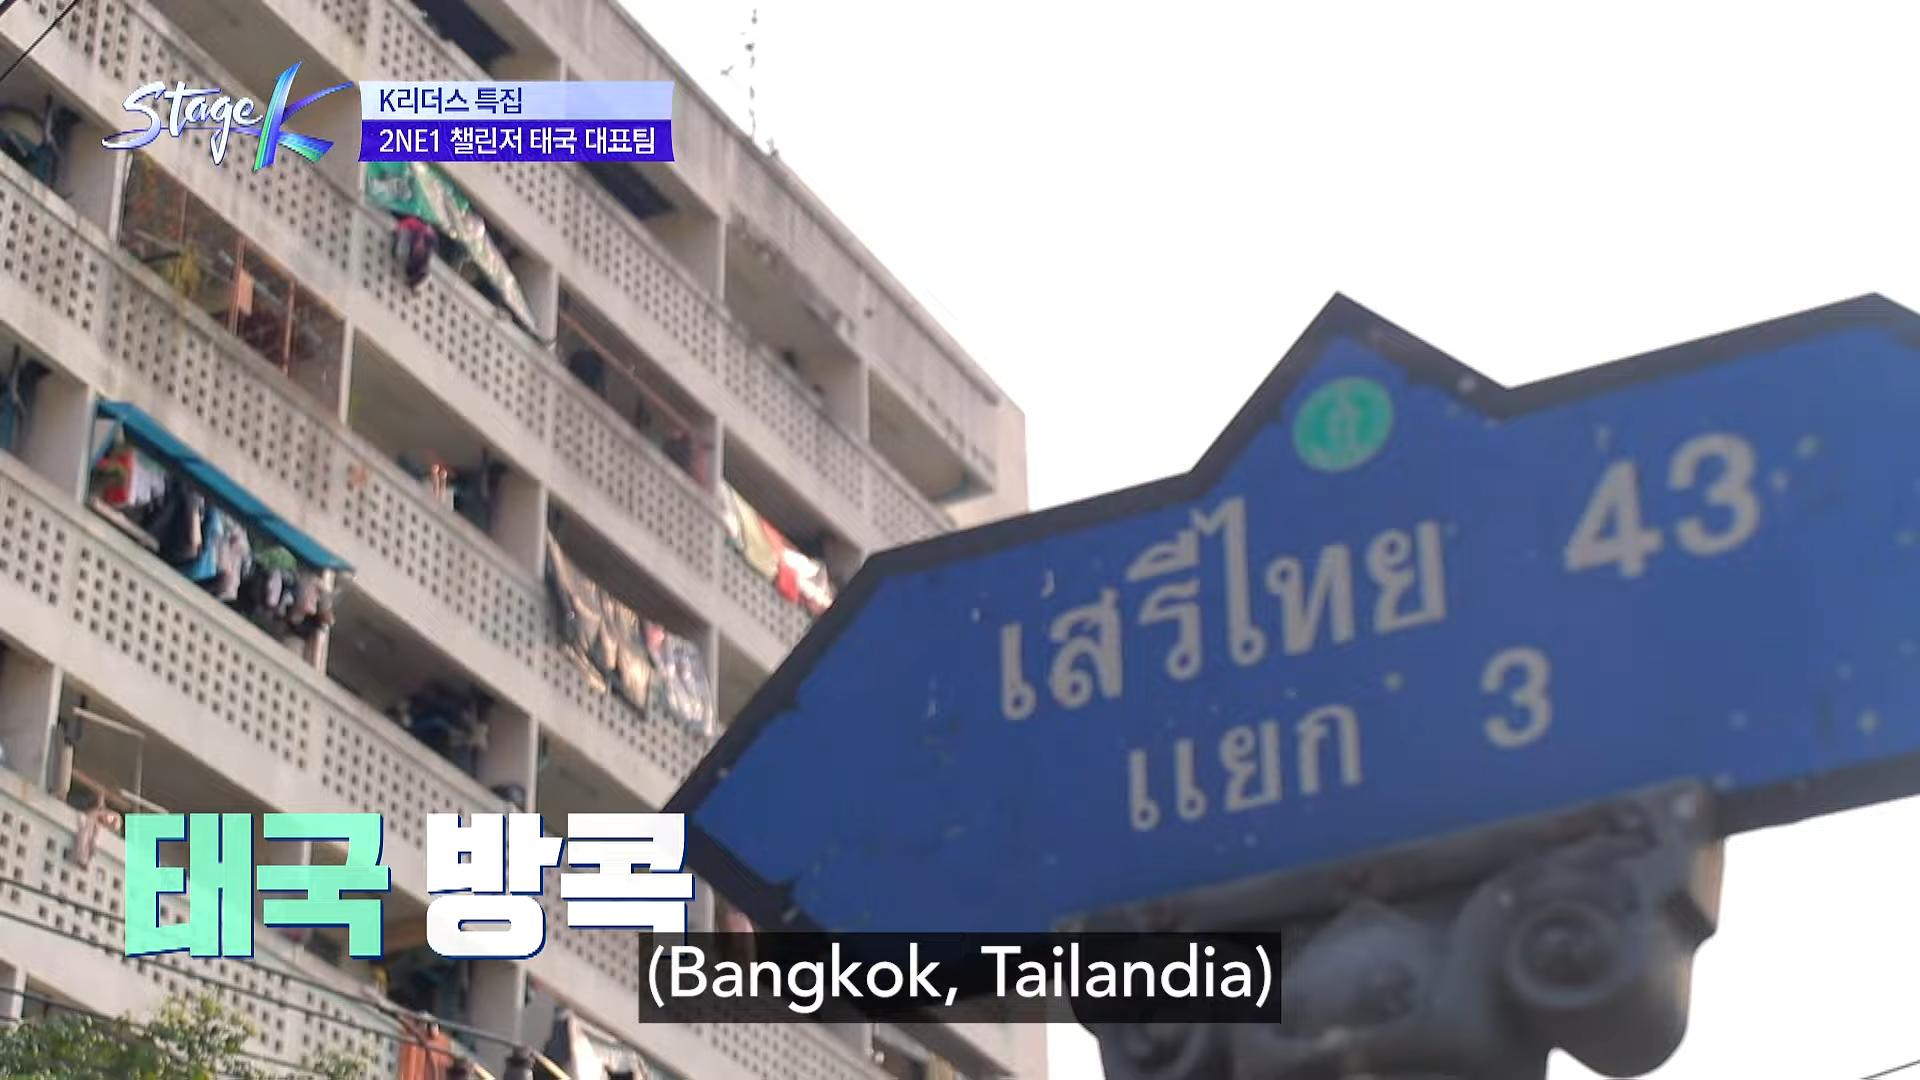 Stage K
K리더스 특집
2NE1 챌린저 태국 대표팀
เสรีไทย 43
แยก 3
태국 방콕
(Bangkok, Tailandia)